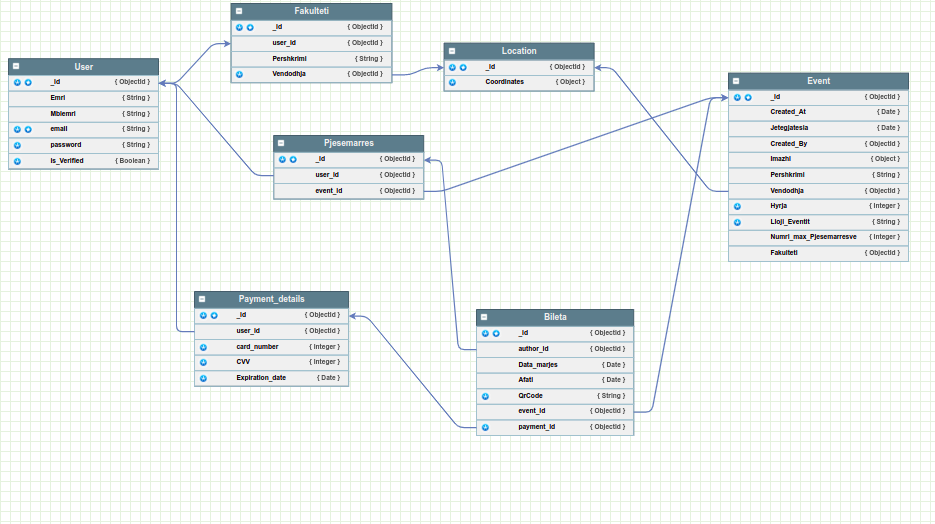 Fakulteti
_id { ObjectId }
user_id { ObjectId }
Pershkrimi { String }
Vendodhja { ObjectId }
Location
_id { ObjectId }
Coordinates { Object }
User
_id { ObjectId }
Emri { String }
Mbiemri { String }
email { String }
password { String }
is_Verified { Boolean }
Event
_id { ObjectId }
Created_At { Date }
Jetegjatesia { Date }
Created_By { ObjectId }
Imazhi { Object }
Pershkrimi { String }
Vendodhja { ObjectId }
Hyrja { Integer }
Lloji_Eventit { String }
Numri_max_Pjesemarresve { Integer }
Fakulteti { ObjectId }
Pjesemarres
_id { ObjectId }
user_id { ObjectId }
event_id { ObjectId }
Payment_details
_id { ObjectId }
user_id { ObjectId }
card_number { Integer }
CVV { Integer }
Expiration_date { Date }
Bileta
_id { ObjectId }
author_id { ObjectId }
Data_marjes { Date }
Afati { Date }
QrCode { String }
event_id { ObjectId }
payment_id { ObjectId }